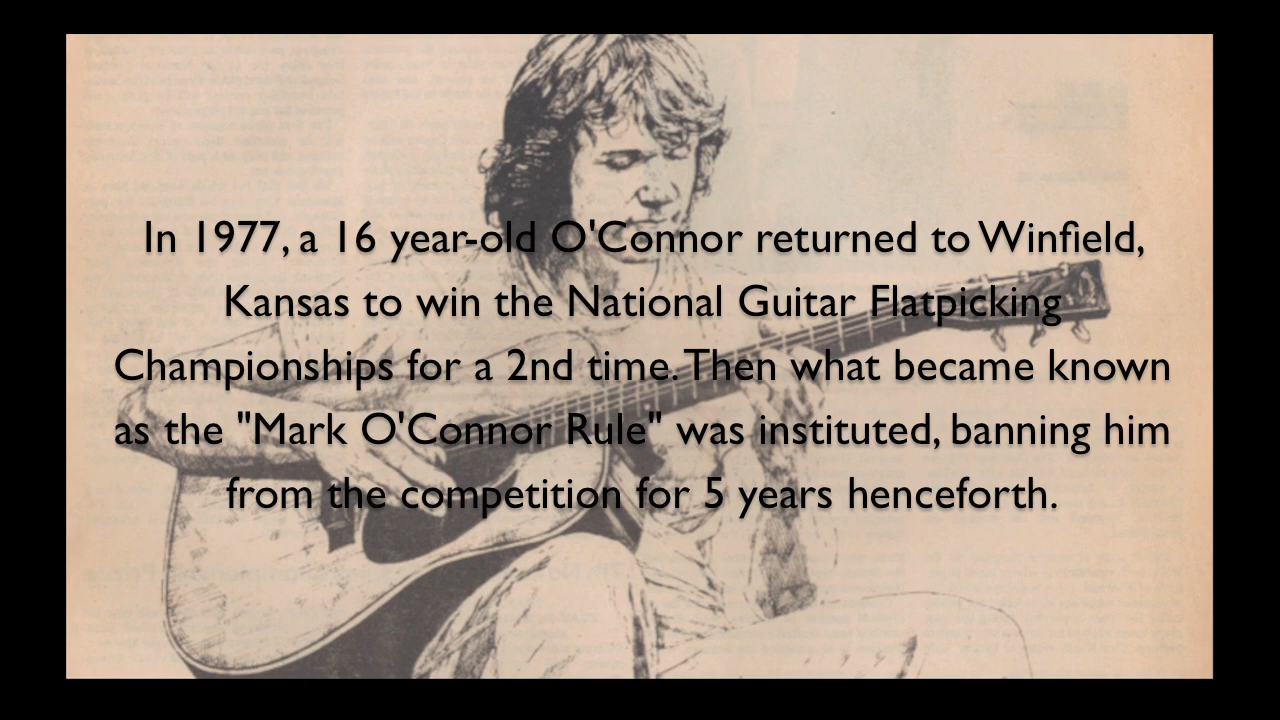 In 1977, a 16 year-old O'Connor returned to Winfield,
Kansas to win the National Guitar Flatpicking
Championships for a 2nd time. Then what became known
as the "Mark O'Connor Rule" was instituted, banning him
from the competition for 5 years henceforth.